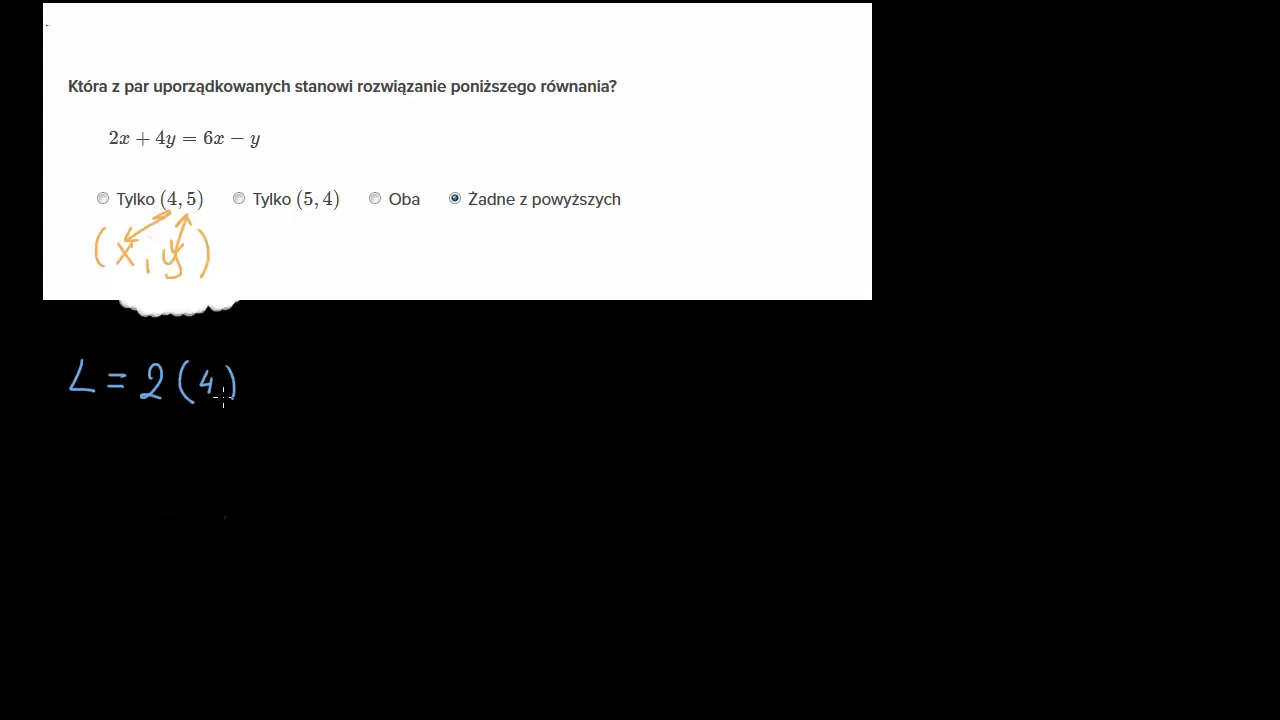 Która z par uporządkowanych stanowi rozwiązanie poniższego równania?
2x + 4y = 6x − y
Tylko (4, 5) Tylko (5, 4) Oba Żadne z powyższych
(x, y)
L = 2(4)